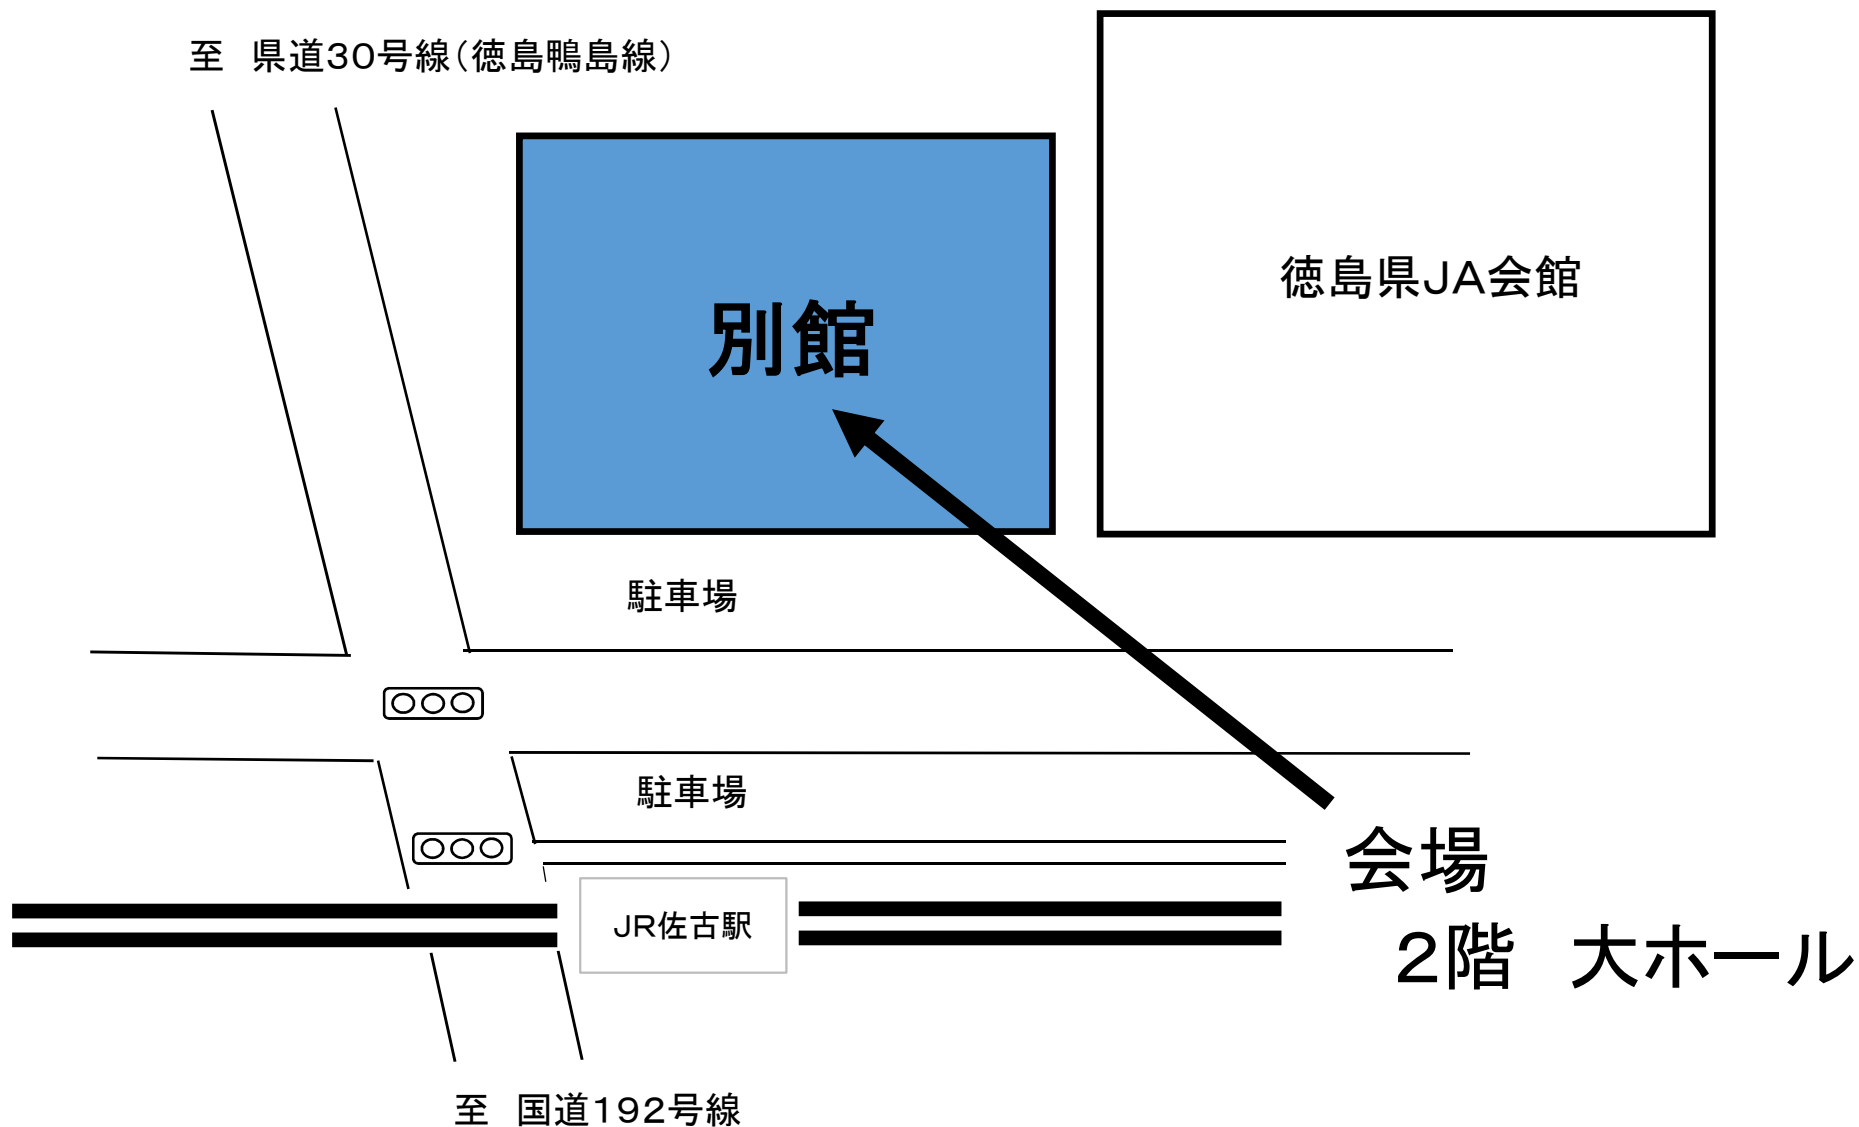 至　県道30号線（徳島鴨島線）
別館
徳島県JA会館
駐車場
駐車場
会場
JR佐古駅
2階　大ホール
至　国道192号線